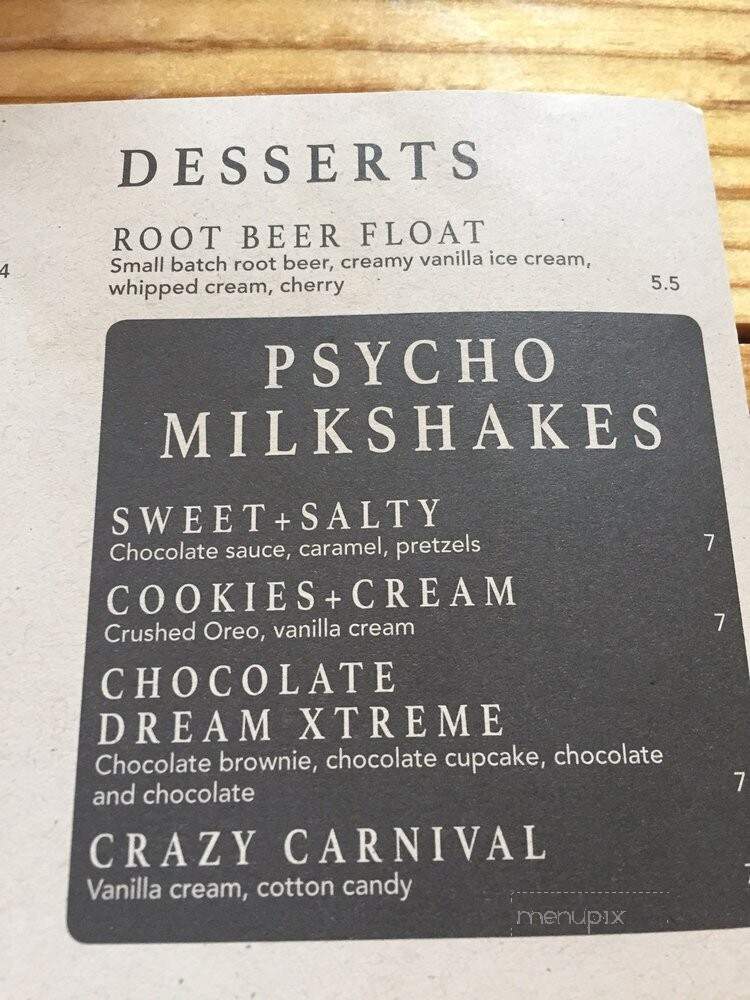 DESSERTS
ROOT BEER FLOAT
Small batch root beer, creamy vanilla ice cream,
whipped cream, cherry 5.5
4
PSYCHO
MILKSHAKES
SWEET+SALTY
Chocolate sauce, caramel, pretzels 7
COOKIES+CREAM
Crushed Oreo, vanilla cream 7
CHOCOLATE
DREAM XTREME
Chocolate brownie, chocolate cupcake, chocolate
and chocolate 7
CRAZY CARNIVAL
Vanilla cream, cotton candy
menupix